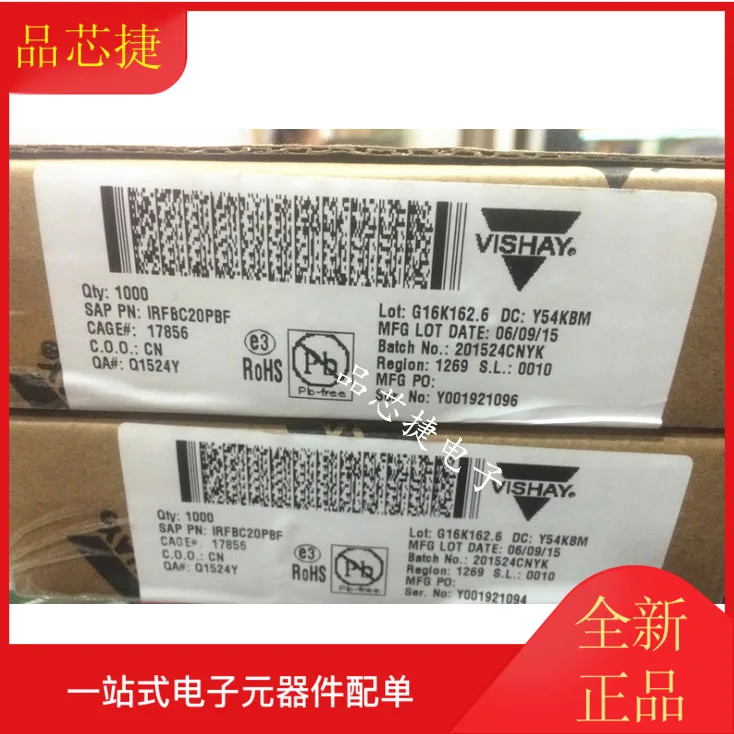 品芯捷
全新
正品
VISHAY®
Qty: 1000
SAP PN: IRFBC20PBF
CAGE#: 17856
C.O.O.: CN
QA#: Q1524Y
e3
RoHS
Pb
Pb-free
Lot: G16K162.6 DC: Y54KBM
MFG LOT DATE: 06/09/15
Batch No.: 201524CNYK
Region: 1269 S.L.: 0010
MFG PO:
Ser. No: Y001921096
品芯捷电子
VISHAY®
Qty: 1000
SAP PN: IRFBC20PBF
CAGE#: 17856
C.O.O.: CN
QA#: Q1524Y
e3
RoHS
Pb
Pb-free
Lot: G16K162.6 DC: Y54KBM
MFG LOT DATE: 06/09/15
Batch No.: 201524CNYK
Region: 1269 S.L.: 0010
MFG PO:
Ser. No: Y001921094
一站式电子元器件配单
全新
正品